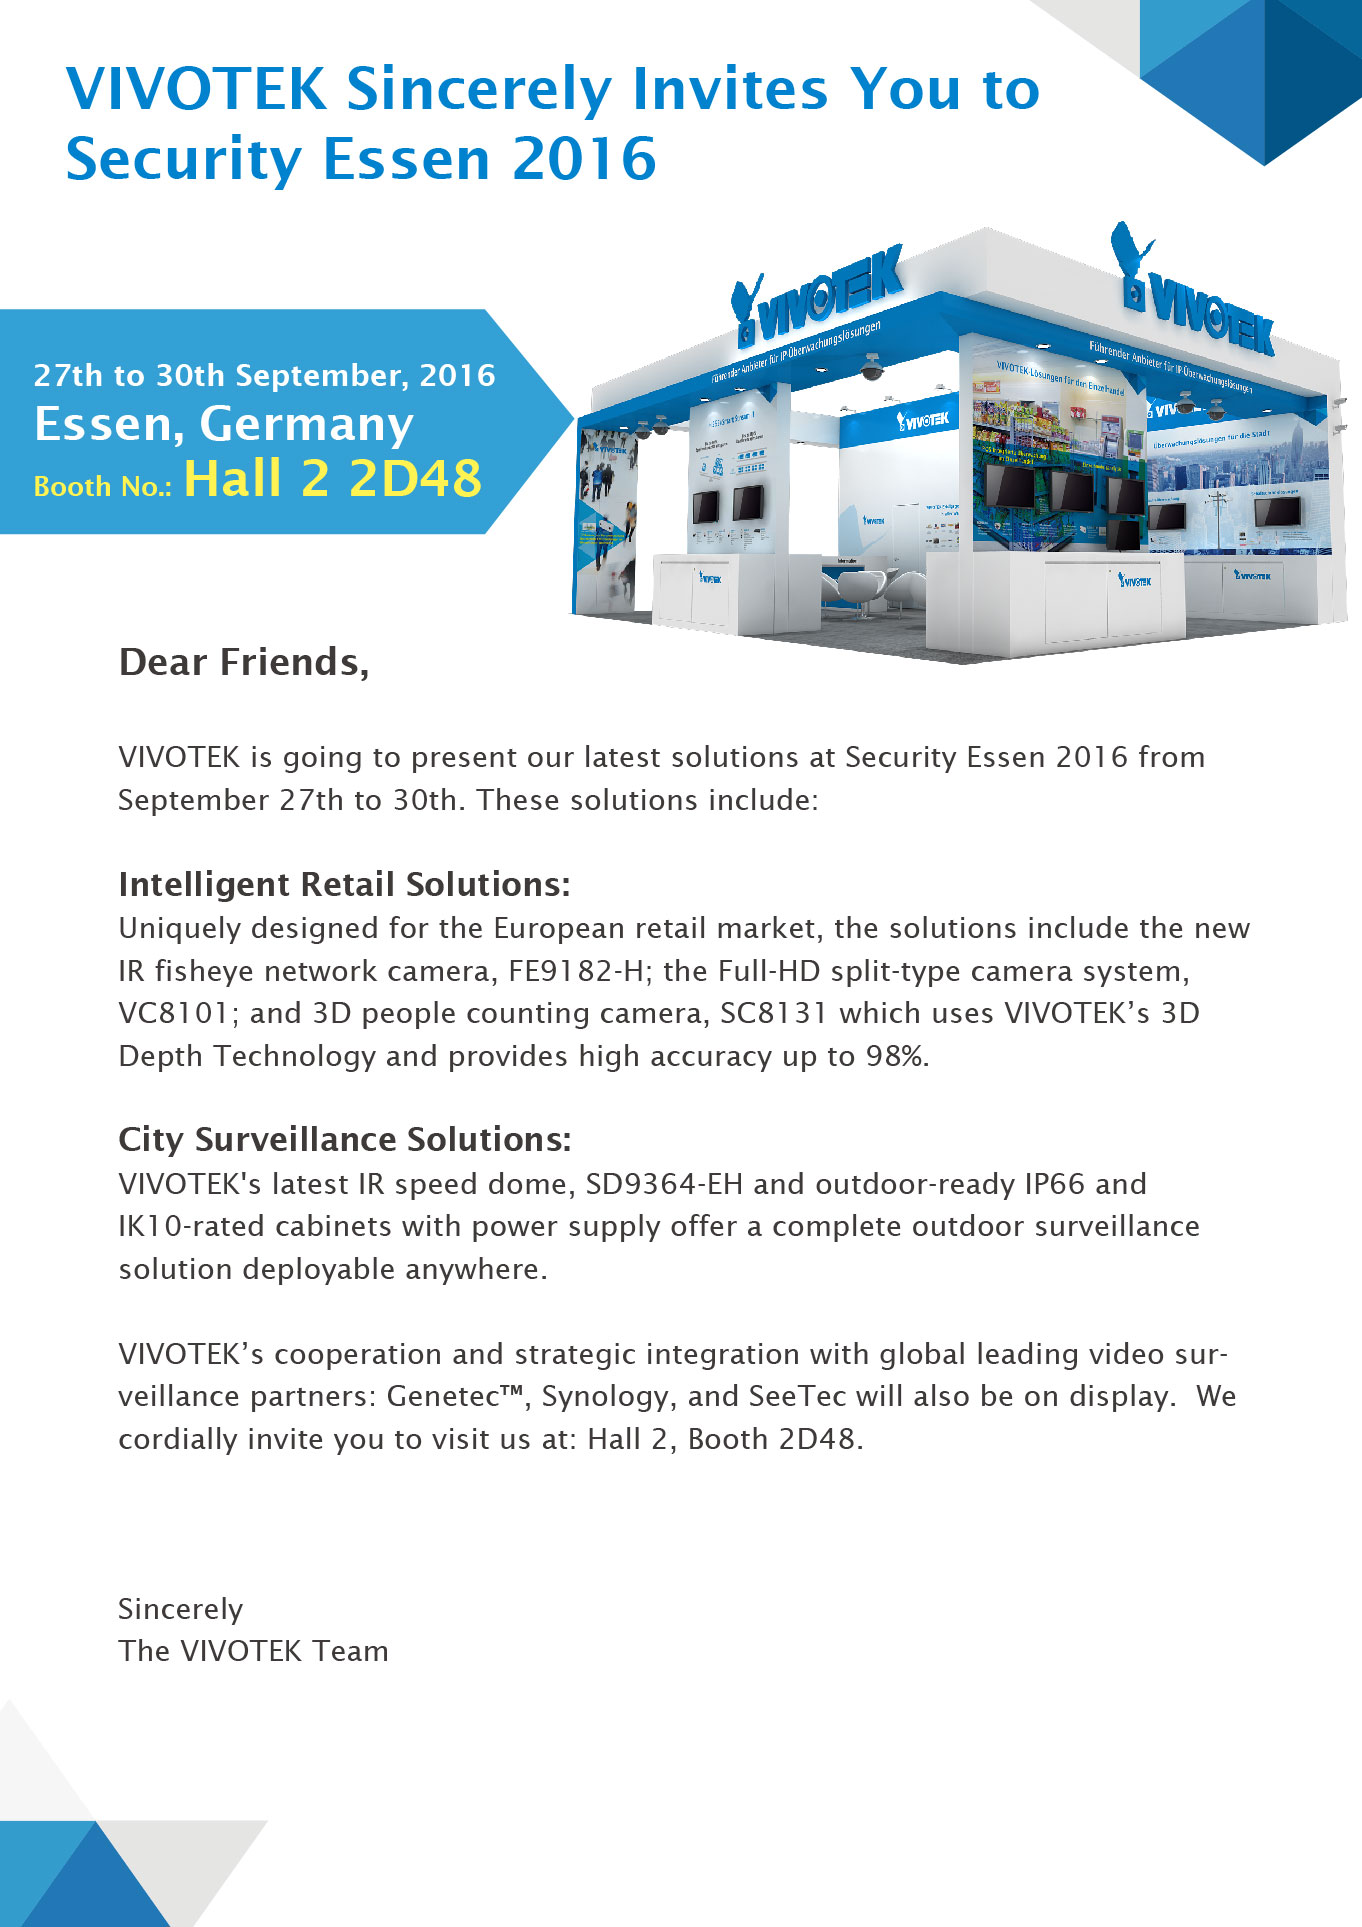 VIVOTEK Sincerely Invites You to
Security Essen 2016
27th to 30th September, 2016
Essen, Germany
Booth No.: Hall 2 2D48
VIVOTEK
Führender Anbieter für IP-Überwachungslösungen
VIVOTEK
Führender Anbieter für IP-Überwachungslösungen
VIVOTEK-Lösungen für den Einzelhandel
VIVOTEK
Überwachungslösungen für die Stadt
VIVOTEK
Information
VIVOTEK
VIVOTEK
VIVOTEK
Dear Friends,
VIVOTEK is going to present our latest solutions at Security Essen 2016 from
September 27th to 30th. These solutions include:
Intelligent Retail Solutions:
Uniquely designed for the European retail market, the solutions include the new
IR fisheye network camera, FE9182-H; the Full-HD split-type camera system,
VC8101; and 3D people counting camera, SC8131 which uses VIVOTEK’s 3D
Depth Technology and provides high accuracy up to 98%.
City Surveillance Solutions:
VIVOTEK's latest IR speed dome, SD9364-EH and outdoor-ready IP66 and
IK10-rated cabinets with power supply offer a complete outdoor surveillance
solution deployable anywhere.
VIVOTEK’s cooperation and strategic integration with global leading video sur-
veillance partners: Genetec™, Synology, and SeeTec will also be on display.  We
cordially invite you to visit us at: Hall 2, Booth 2D48.
Sincerely
The VIVOTEK Team